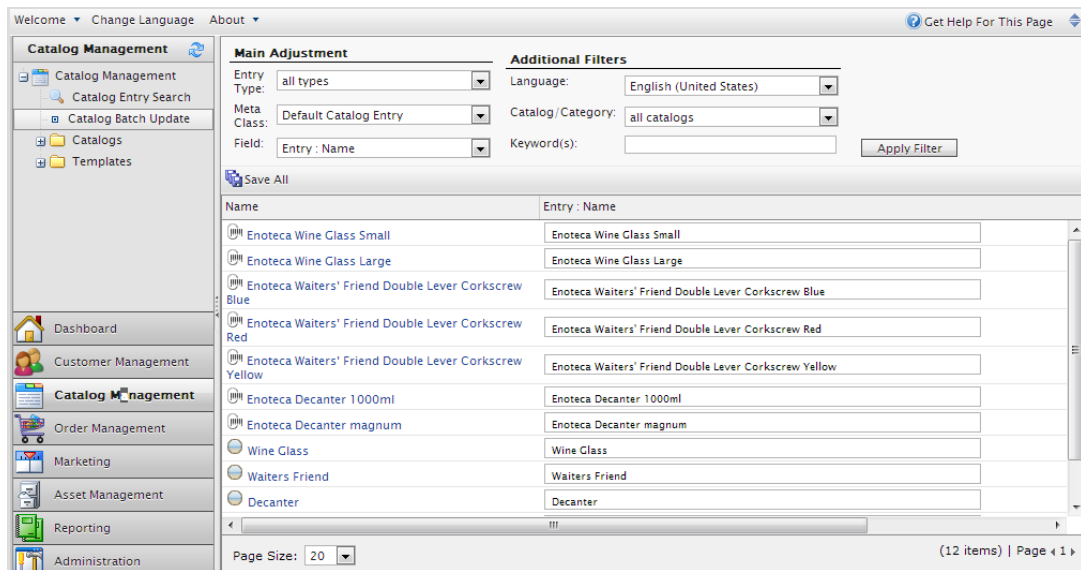 Welcome Change Language About Get Help For This Page
Catalog Management
Catalog Management
Catalog Entry Search
Catalog Batch Update
Catalogs
Templates
Dashboard
Customer Management
Catalog M nagement
Order Management
Marketing
Asset Management
Reporting
Administration
Main Adjustment
Entry Type: all types
Meta Class: Default Catalog Entry
Field: Entry : Name
Additional Filters
Language: English (United States)
Catalog/Category: all catalogs
Keyword(s): Apply Filter
Save All
Name Entry : Name
Enoteca Wine Glass Small Enoteca Wine Glass Small
Enoteca Wine Glass Large Enoteca Wine Glass Large
Enoteca Waiters' Friend Double Lever Corkscrew Blue Enoteca Waiters' Friend Double Lever Corkscrew Blue
Enoteca Waiters' Friend Double Lever Corkscrew Red Enoteca Waiters' Friend Double Lever Corkscrew Red
Enoteca Waiters' Friend Double Lever Corkscrew Yellow Enoteca Waiters' Friend Double Lever Corkscrew Yellow
Enoteca Decanter 1000ml Enoteca Decanter 1000ml
Enoteca Decanter magnum Enoteca Decanter magnum
Wine Glass Wine Glass
Waiters Friend Waiters Friend
Decanter Decanter
Page Size: 20 (12 items) | Page 1